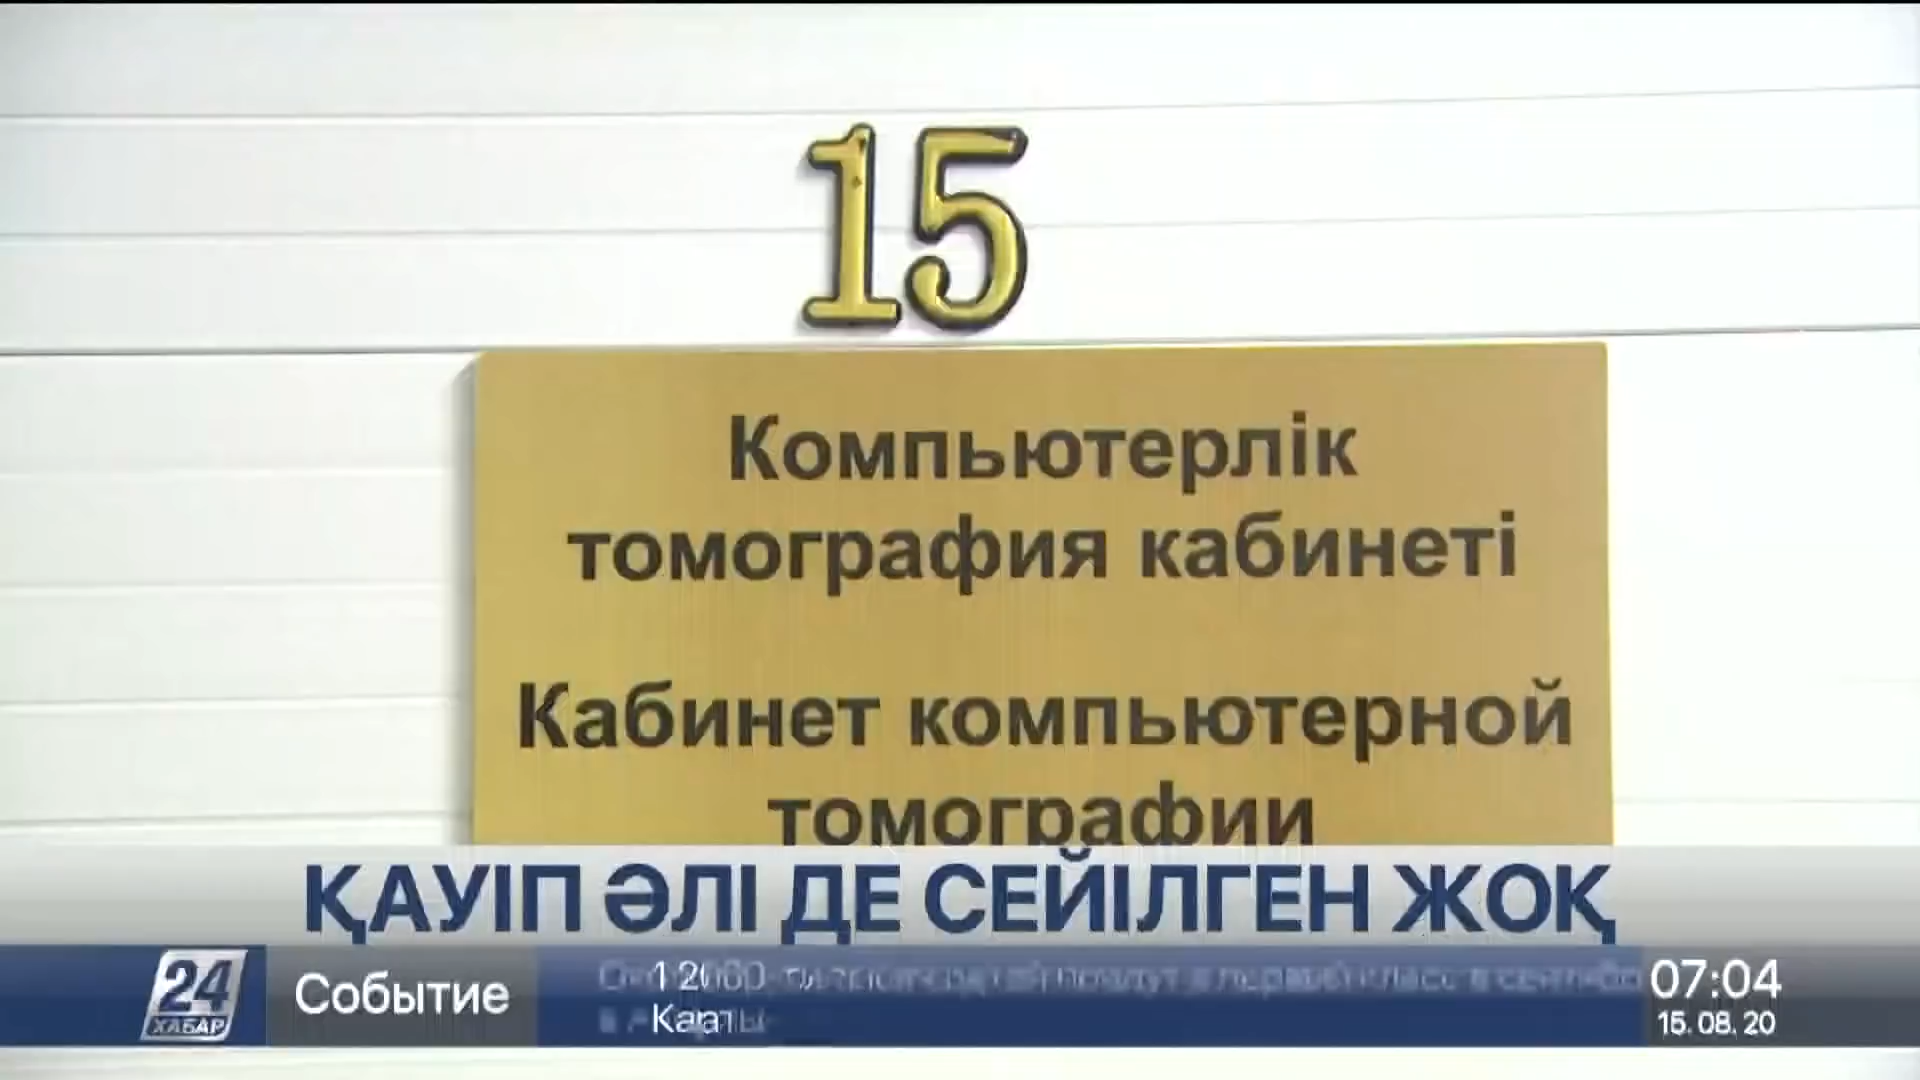 15
Компьютерлік
томография кабинеті
Кабинет компьютерной
томографии
ҚАУІП ӘЛІ ДЕ СЕЙІЛГЕН ЖОҚ
24
ХАБАР
Событие
07:04
15.08.20